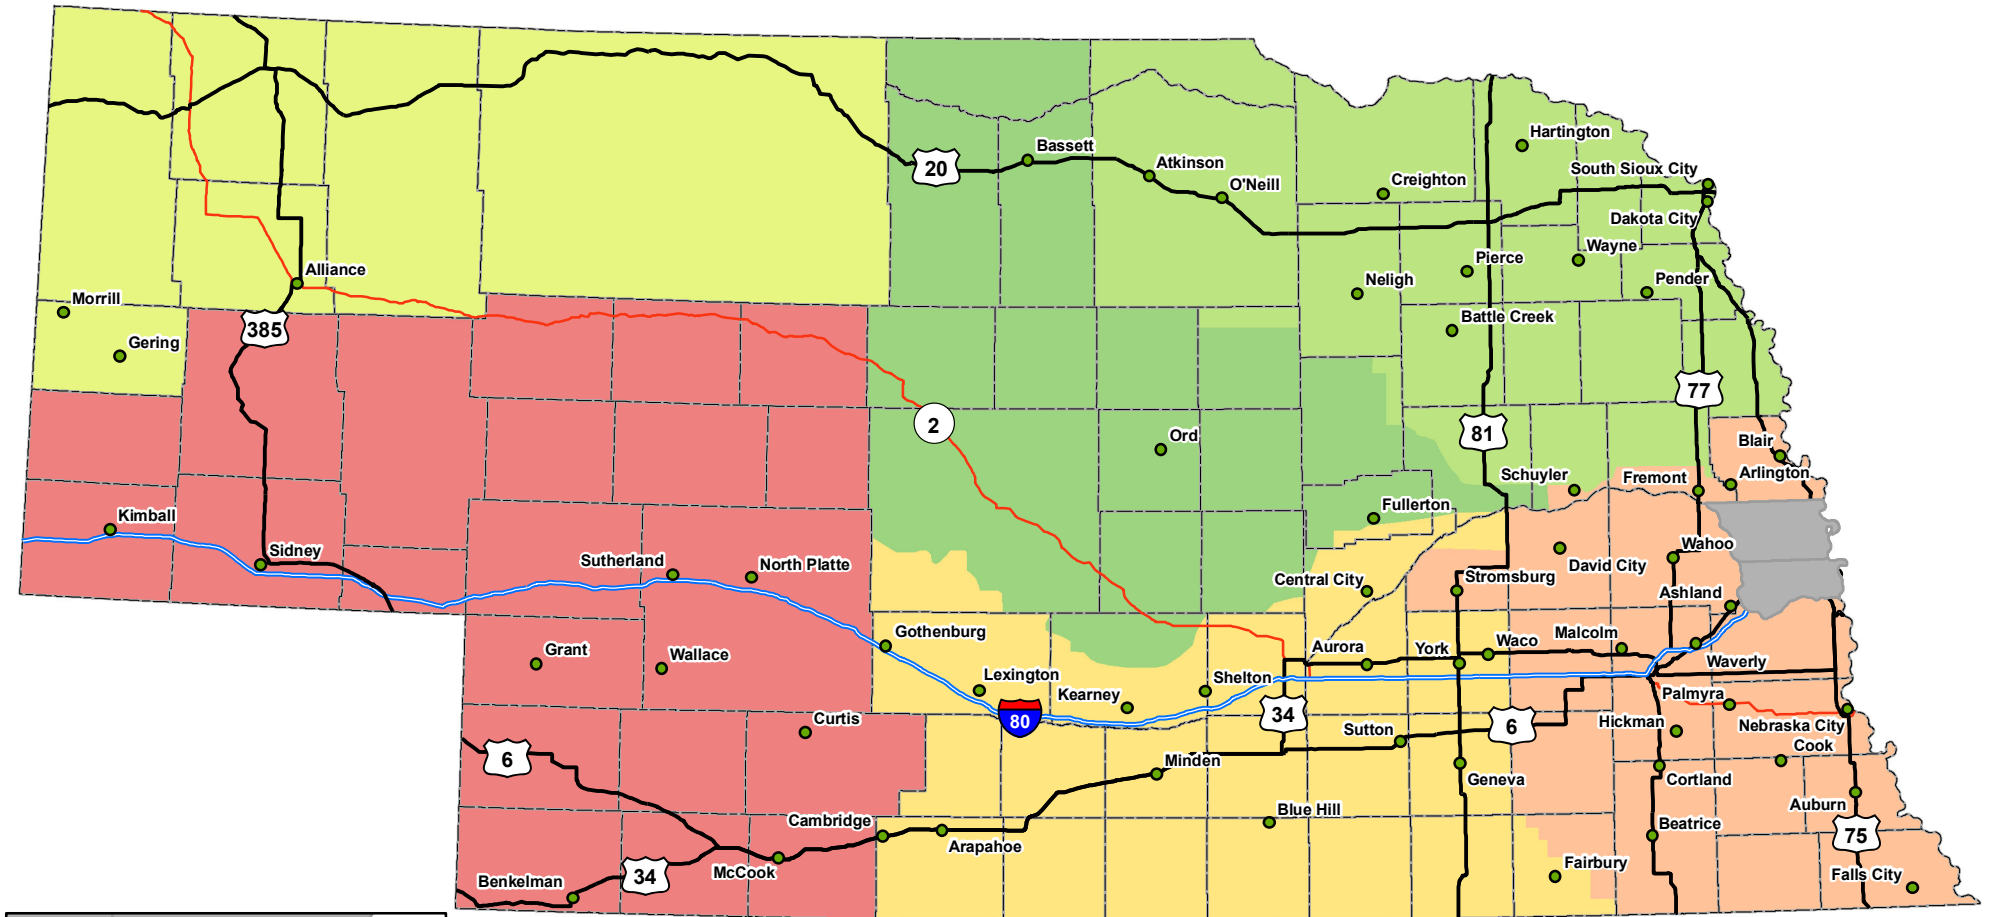 Hartington
Bassett
Atkinson
20
South Sioux City
O'Neill
Creighton
Dakota City
Wayne
Pierce
Alliance
Neligh
Pender
Morrill
Battle Creek
385
Gering
77
2
81
Ord
Blair
Schuyler
Fremont
Arlington
Fullerton
Kimball
Wahoo
Sidney
Sutherland
North Platte
David City
Central City
Stromsburg
Ashland
Gothenburg
Malcolm
Waco
Aurora
York
Grant
Wallace
Waverly
Lexington
Shelton
Kearney
Palmyra
80
34
Curtis
6
Hickman
Nebraska City
Sutton
Cook
6
Minden
Geneva
Cortland
Auburn
Blue Hill
Cambridge
Beatrice
75
Arapahoe
Fairbury
McCook
34
Benkelman
Falls City